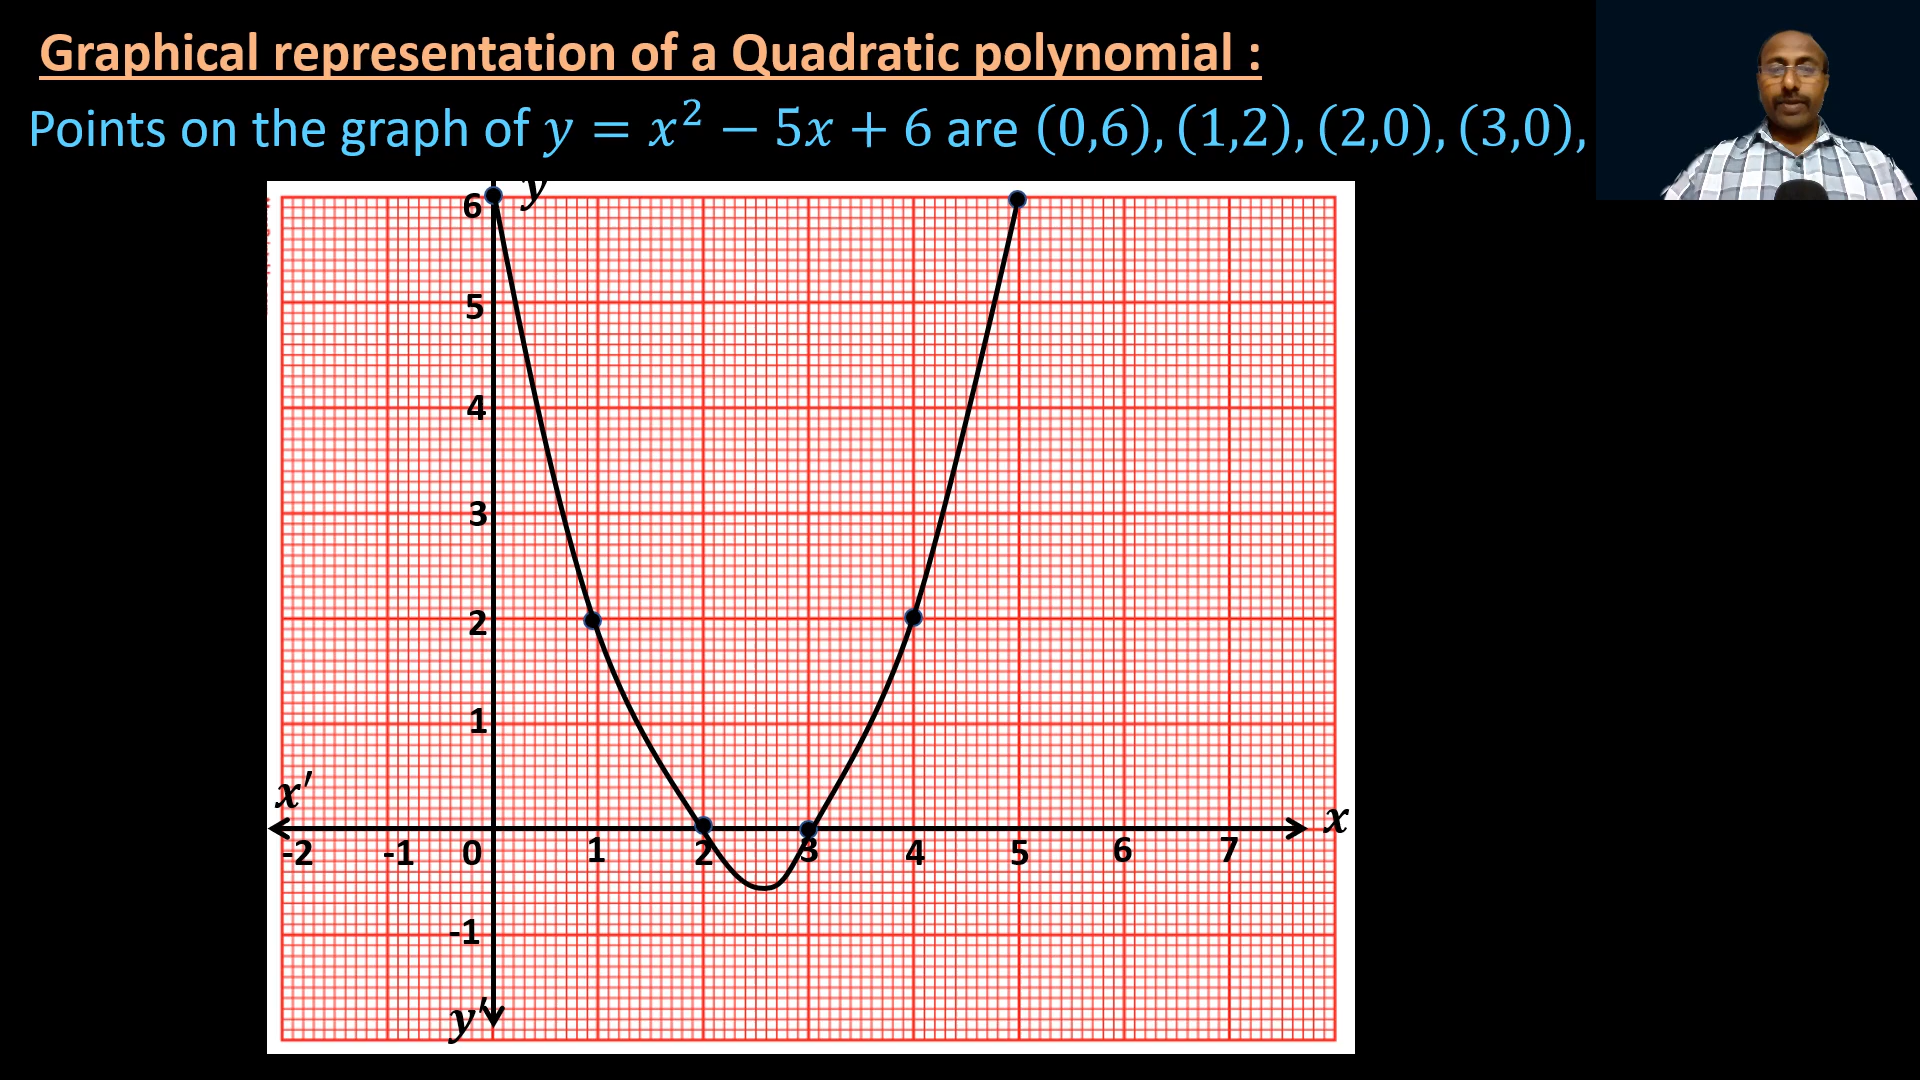 Graphical representation of a Quadratic polynomial :
Points on the graph of y = x² − 5x + 6 are (0,6), (1,2), (2,0), (3,0),
y
6
5
4
3
2
1
x′
x
-2 -1 0 1 2 3 4 5 6 7
-1
y′